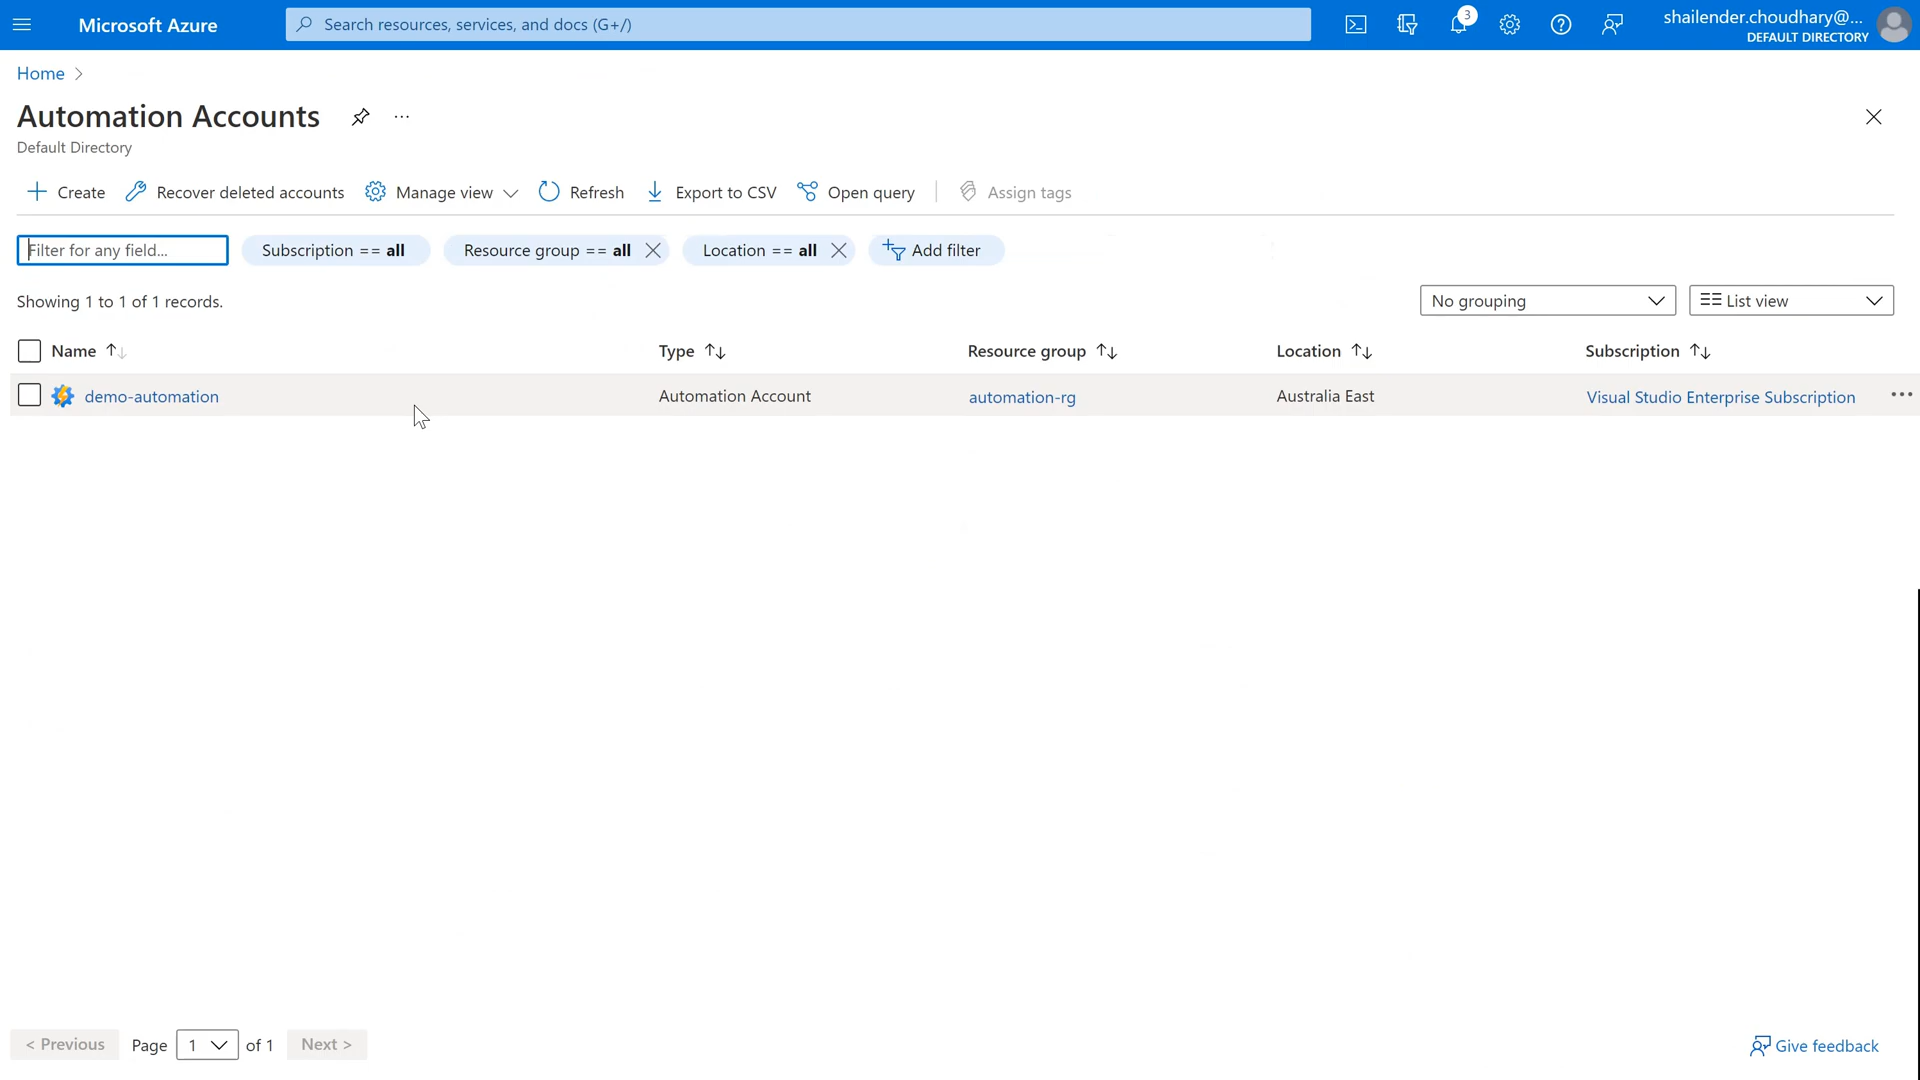 Microsoft Azure
Search resources, services, and docs (G+/)
3
shailender.choudhary@...
DEFAULT DIRECTORY
Home
Automation Accounts
...
Default Directory
Create
Recover deleted accounts
Manage view
Refresh
Export to CSV
Open query
Assign tags
Filter for any field...
Subscription == all
Resource group == all
Location == all
Add filter
Showing 1 to 1 of 1 records.
No grouping
List view
Name
Type
Resource group
Location
Subscription
demo-automation
Automation Account
automation-rg
Australia East
Visual Studio Enterprise Subscription
...
< Previous
Page
1
of 1
Next >
Give feedback